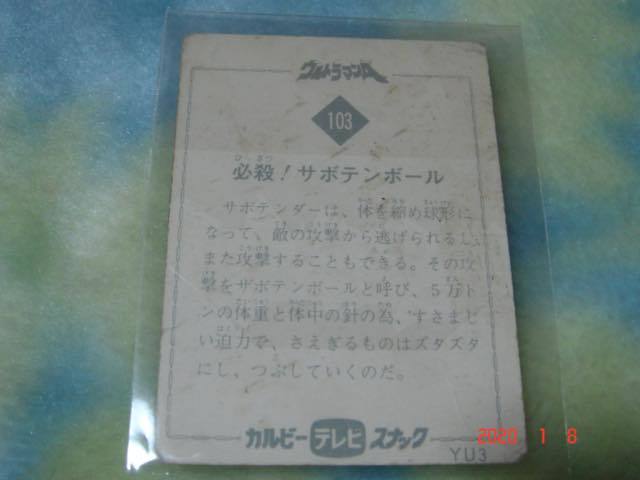 ウルトラマンA
103
必殺！サボテンボール
サボテンダーは、体を縮め球形に
なって、敵の攻撃から逃げられるし、
また攻撃することもできる。その攻
撃をサボテンボールと呼び、5万ト
ンの体重と体中の針の為、すさまじ
い迫力で、さえぎるものはズタズタ
にし、つぶしていくのだ。
カルビー テレビ スナック
YU3
2020 1 8